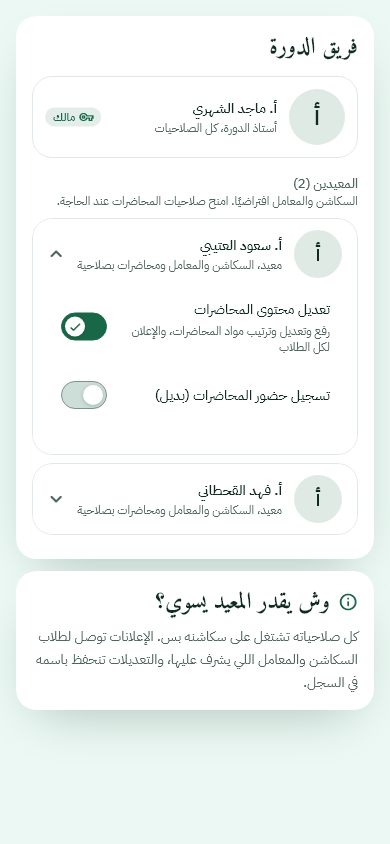 فريق الدورة
أ
أ. ماجد الشهري
أستاذ الدورة، كل الصلاحيات
مالك
المعيدين (2)
السكاشن والمعامل افتراضيًا. امنح صلاحيات المحاضرات عند الحاجة.
أ
أ. سعود العتيبي
معيد، السكاشن والمعامل ومحاضرات بصلاحية
تعديل محتوى المحاضرات
رفع وتعديل وترتيب مواد المحاضرات، والإعلان
لكل الطلاب
تسجيل حضور المحاضرات (بديل)
أ
أ. فهد القحطاني
معيد، السكاشن والمعامل ومحاضرات بصلاحية
وش يقدر المعيد يسوي؟
كل صلاحياته تشتغل على سكاشنه بس. الإعلانات توصل لطلاب
السكاشن والمعامل اللي يشرف عليها، والتعديلات تنحفظ باسمه
في السجل.